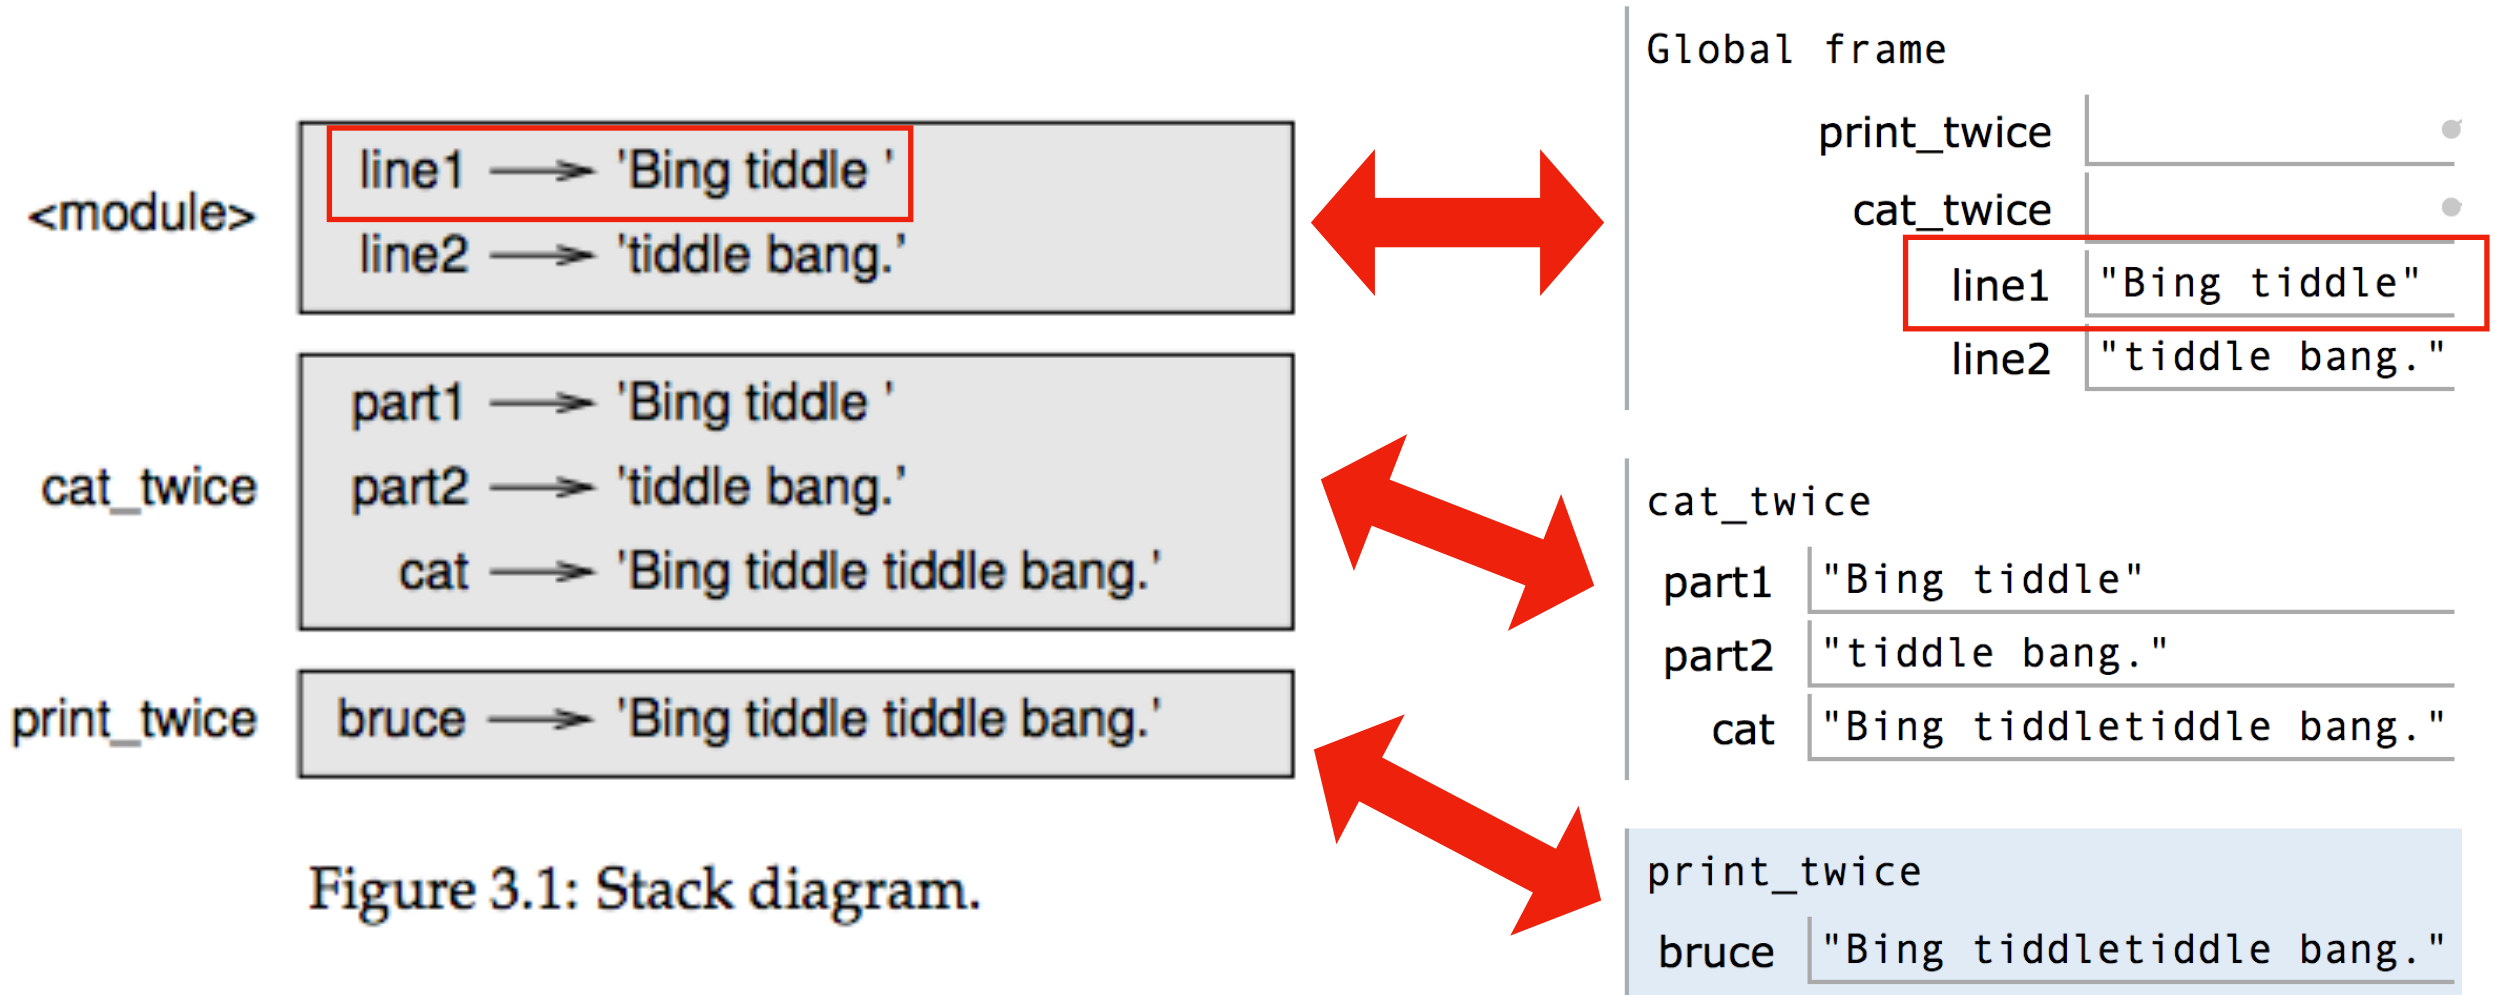 <module>
line1 'Bing tiddle '
line2 'tiddle bang.'
cat_twice
part1 'Bing tiddle '
part2 'tiddle bang.'
cat 'Bing tiddle tiddle bang.'
print_twice
bruce 'Bing tiddle tiddle bang.'
Figure 3.1: Stack diagram.
Global frame
print_twice
cat_twice
line1 "Bing tiddle"
line2 "tiddle bang."
cat_twice
part1 "Bing tiddle"
part2 "tiddle bang."
cat "Bing tiddletiddle bang."
print_twice
bruce "Bing tiddletiddle bang."